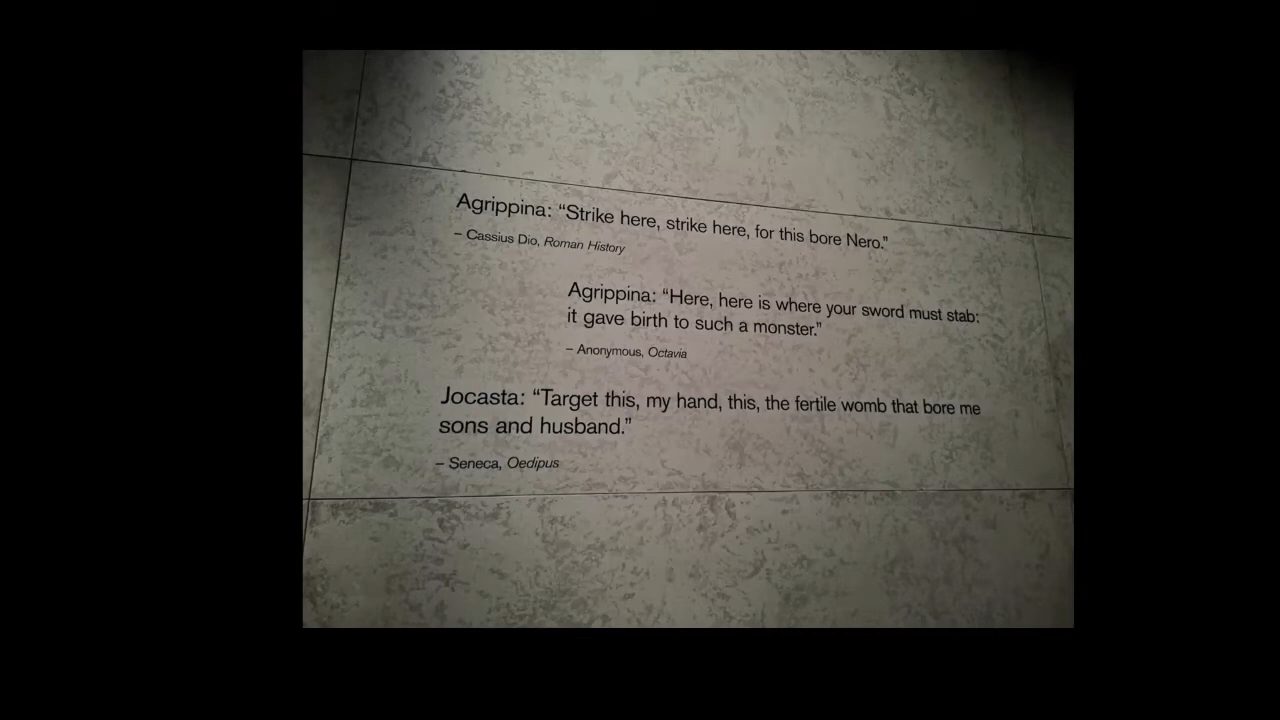 Agrippina: “Strike here, strike here, for this bore Nero.”
– Cassius Dio, Roman History
Agrippina: “Here, here is where your sword must stab:
it gave birth to such a monster.”
– Anonymous, Octavia
Jocasta: “Target this, my hand, this, the fertile womb that bore me
sons and husband.”
– Seneca, Oedipus